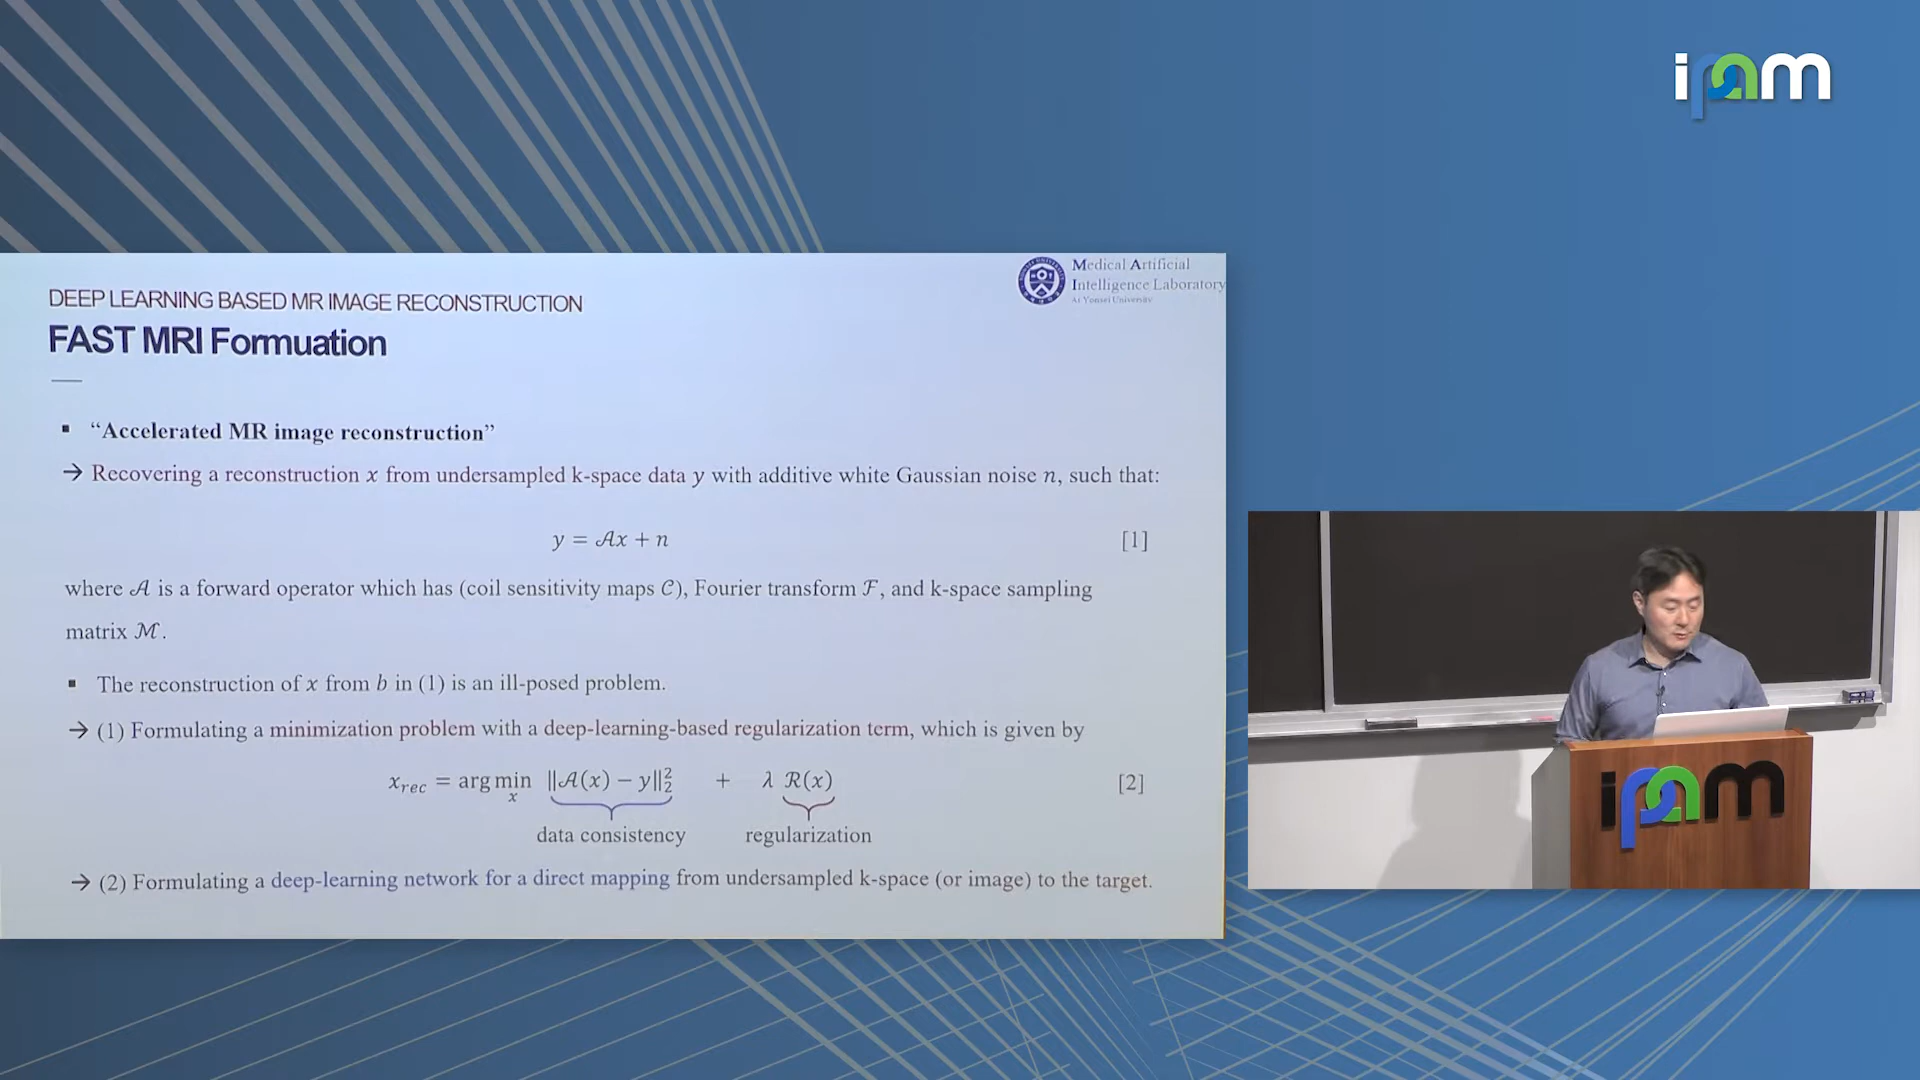 ipam
Medical Artificial
Intelligence Laboratory
At Yonsei University
DEEP LEARNING BASED MR IMAGE RECONSTRUCTION
FAST MRI Formuation
▪ “Accelerated MR image reconstruction”
→ Recovering a reconstruction x from undersampled k-space data y with additive white Gaussian noise n, such that:
y = 𝒜x + n [1]
where 𝒜 is a forward operator which has (coil sensitivity maps 𝒞), Fourier transform ℱ, and k-space sampling
matrix ℳ.
▪ The reconstruction of x from b in (1) is an ill-posed problem.
→ (1) Formulating a minimization problem with a deep-learning-based regularization term, which is given by
x_rec = arg min_x ‖𝒜(x) − y‖₂² + λ ℛ(x) [2]
data consistency regularization
→ (2) Formulating a deep-learning network for a direct mapping from undersampled k-space (or image) to the target.
ipam